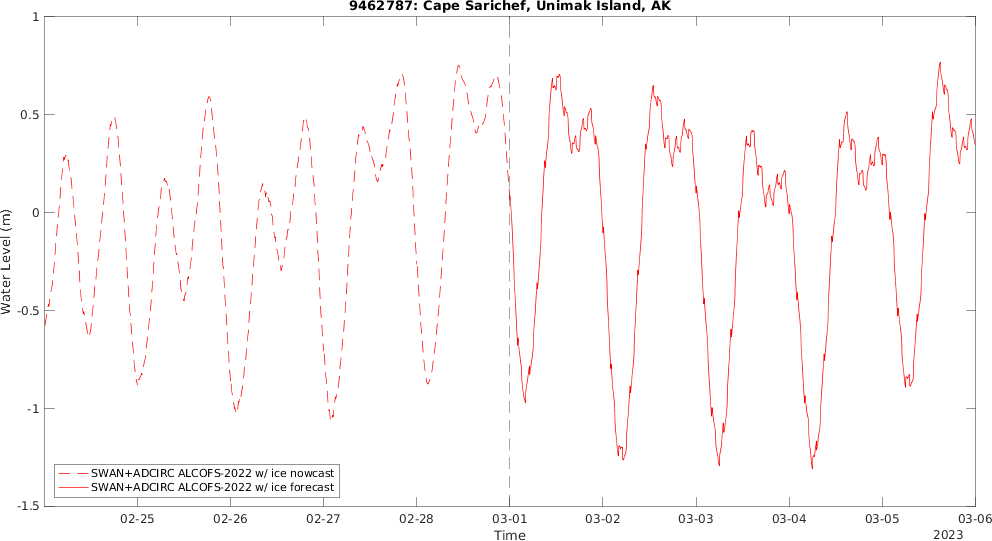 9462787: Cape Sarichef, Unimak Island, AK
1
0.5
0
-0.5
-1
-1.5
Water Level (m)
SWAN+ADCIRC ALCOFS-2022 w/ ice nowcast
SWAN+ADCIRC ALCOFS-2022 w/ ice forecast
02-25 02-26 02-27 02-28 03-01 03-02 03-03 03-04 03-05 03-06
Time
2023